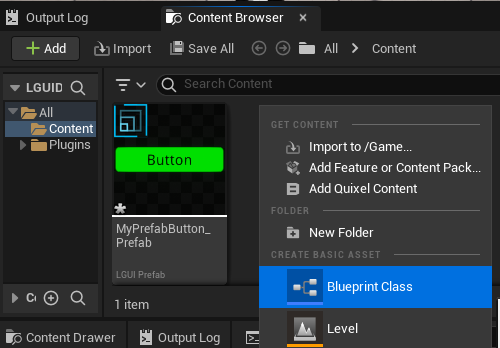 Output Log
Content Browser
Add
Import
Save All
All
Content
LGUID
Search Content
All
Content
Plugins
Button
MyPrefabButton_
Prefab
LGUI Prefab
1 item
GET CONTENT
Import to /Game...
Add Feature or Content Pack...
Add Quixel Content
FOLDER
New Folder
CREATE BASIC ASSET
Blueprint Class
Level
Content Drawer
Output Log